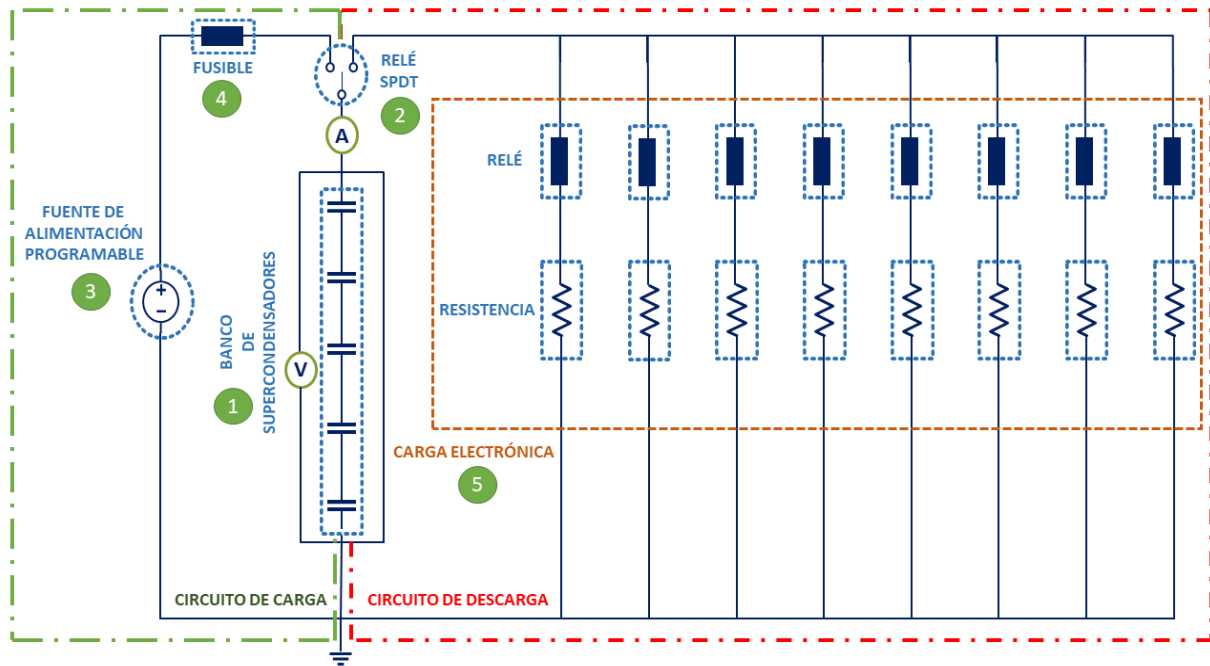 FUSIBLE
4
RELÉ
SPDT
2
A
RELÉ
FUENTE DE
ALIMENTACIÓN
PROGRAMABLE
3
+
−
BANCO
DE
SUPERCONDENSADORES
1
V
RESISTENCIA
CARGA ELECTRÓNICA
5
CIRCUITO DE CARGA
CIRCUITO DE DESCARGA